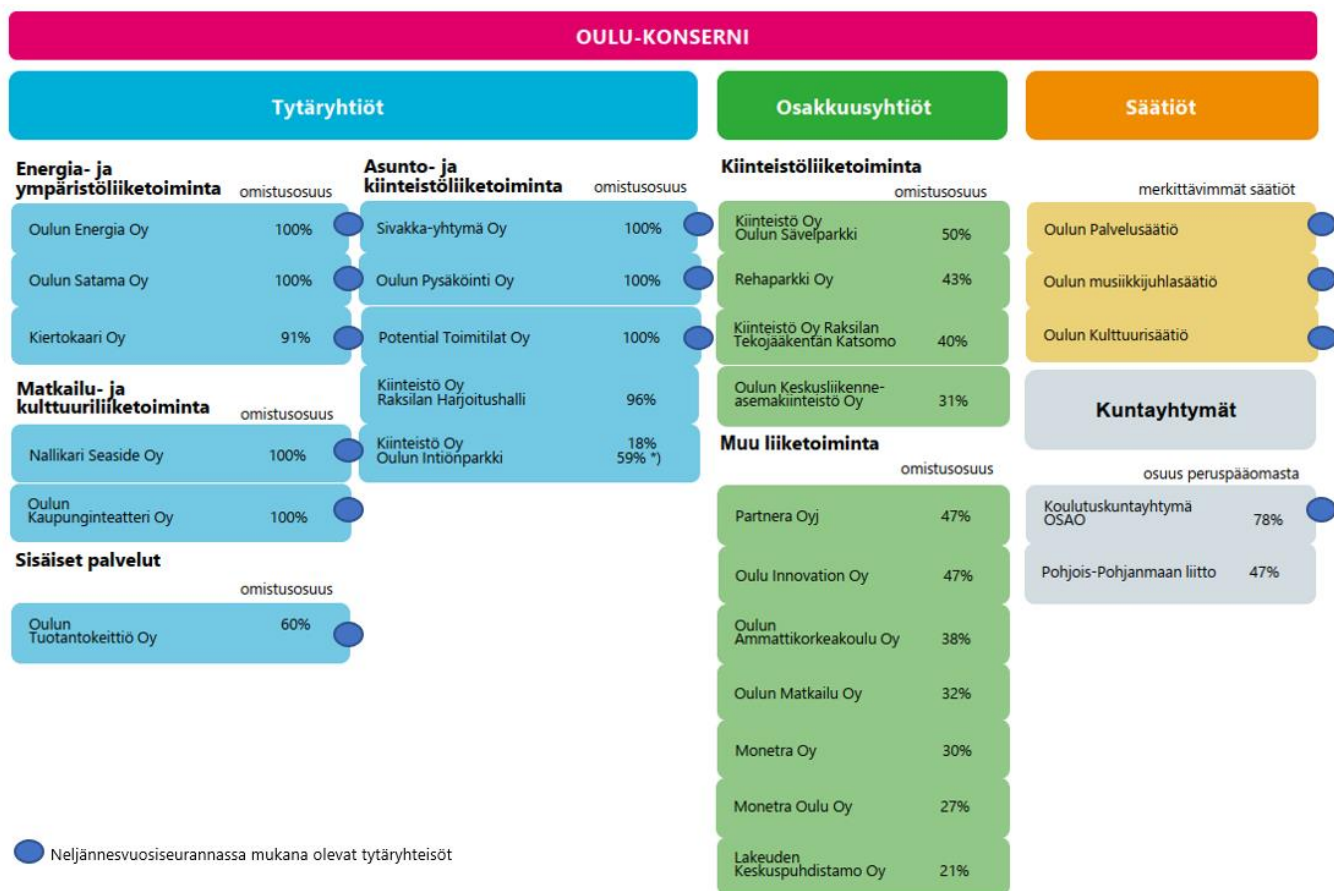 OULU-KONSERNI
Tytäryhtiöt
Energia- ja
ympäristöliiketoiminta omistusosuus
Oulun Energia Oy 100%
Oulun Satama Oy 100%
Kiertokaari Oy 91%
Matkailu- ja
kulttuuriliiketoiminta omistusosuus
Nallikari Seaside Oy 100%
Oulun
Kaupunginteatteri Oy 100%
Sisäiset palvelut
omistusosuus
Oulun
Tuotantokeittiö Oy 60%
Asunto- ja
kiinteistöliiketoiminta omistusosuus
Sivakka-yhtymä Oy 100%
Oulun Pysäköinti Oy 100%
Potential Toimitilat Oy 100%
Kiinteistö Oy
Raksilan Harjoitushalli 96%
Kiinteistö Oy 18%
Oulun Intiönparkki 59% *)
Osakkuusyhtiöt
Kiinteistöliiketoiminta
omistusosuus
Kiinteistö Oy
Oulun Sävelparkki 50%
Rehaparkki Oy 43%
Kiinteistö Oy Raksilan
Tekojääkentän Katsomo 40%
Oulun Keskusliikenne-
asemakiinteistö Oy 31%
Muu liiketoiminta
omistusosuus
Partnera Oyj 47%
Oulu Innovation Oy 47%
Oulun
Ammattikorkeakoulu Oy 38%
Oulun Matkailu Oy 32%
Monetra Oy 30%
Monetra Oulu Oy 27%
Lakeuden
Keskuspuhdistamo Oy 21%
Säätiöt
merkittävimmät säätiöt
Oulun Palvelusäätiö
Oulun musiikkijuhlasäätiö
Oulun Kulttuurisäätiö
Kuntayhtymät
osuus peruspääomasta
Koulutuskuntayhtymä
OSAO 78%
Pohjois-Pohjanmaan liitto 47%
Neljännesvuosiseurannassa mukana olevat tytäryhteisöt